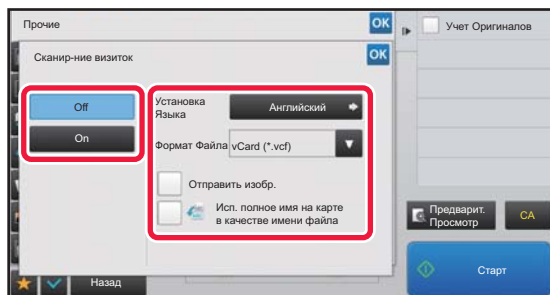 Прочие
OK
Учет Оригиналов
Сканир-ние визиток
OK
Off
On
Установка
Языка
Английский
Формат Файла
vCard (*.vcf)
Отправить изобр.
Исп. полное имя на карте
в качестве имени файла
Предварит.
Просмотр
CA
Назад
Старт